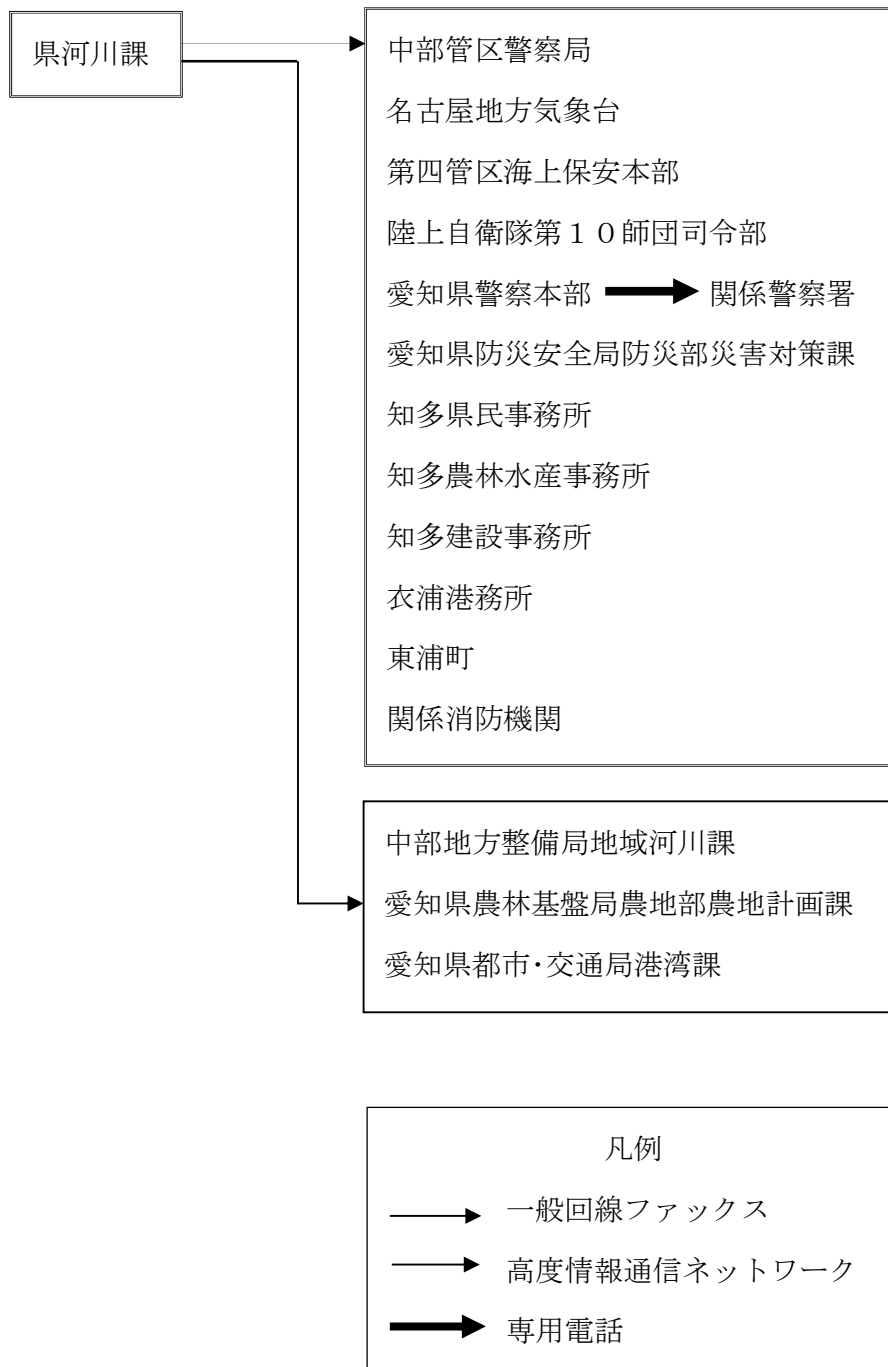 県河川課
中部管区警察局
名古屋地方気象台
第四管区海上保安本部
陸上自衛隊第１０師団司令部
愛知県警察本部 関係警察署
愛知県防災安全局防災部災害対策課
知多県民事務所
知多農林水産事務所
知多建設事務所
衣浦港務所
東浦町
関係消防機関
中部地方整備局地域河川課
愛知県農林基盤局農地部農地計画課
愛知県都市･交通局港湾課
凡例
一般回線ファックス
高度情報通信ネットワーク
専用電話